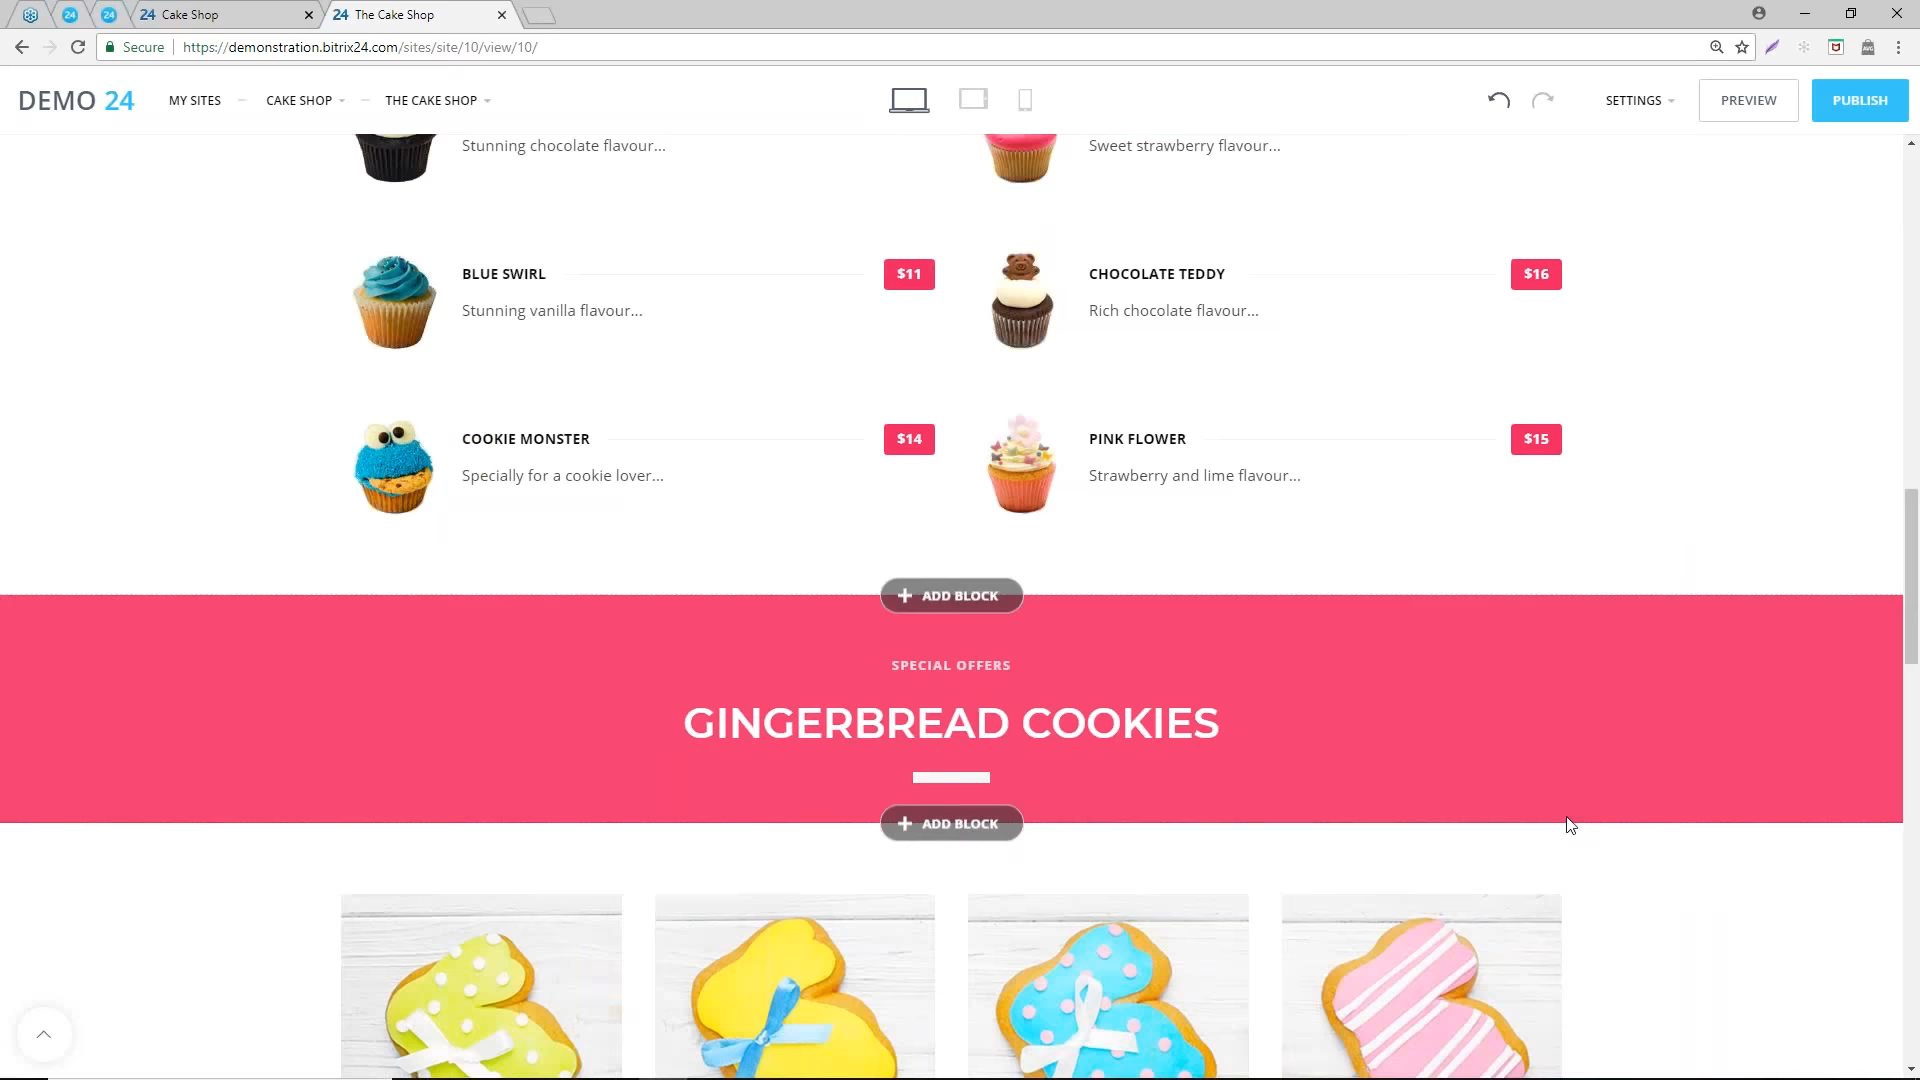 24 Cake Shop
24 The Cake Shop
24
24
Secure
https://demonstration.bitrix24.com/sites/site/10/view/10/
DEMO 24
MY SITES
CAKE SHOP
THE CAKE SHOP
SETTINGS
PREVIEW
PUBLISH
Stunning chocolate flavour...
Sweet strawberry flavour...
BLUE SWIRL
$11
Stunning vanilla flavour...
CHOCOLATE TEDDY
$16
Rich chocolate flavour...
COOKIE MONSTER
$14
Specially for a cookie lover...
PINK FLOWER
$15
Strawberry and lime flavour...
+ ADD BLOCK
SPECIAL OFFERS
GINGERBREAD COOKIES
+ ADD BLOCK